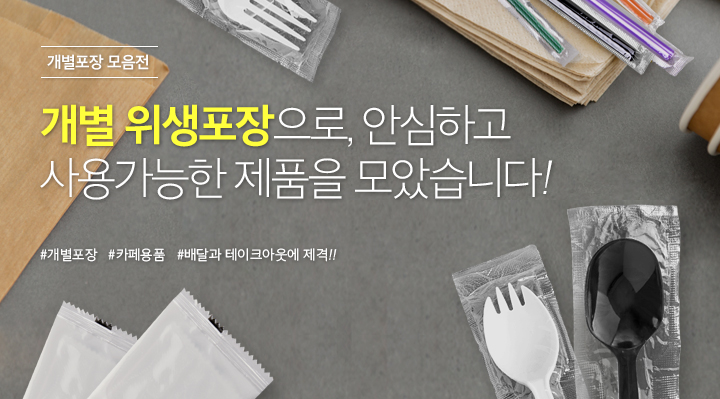 개별포장 모음전
개별 위생포장으로, 안심하고
사용가능한 제품을 모았습니다!
#개별포장 #카페용품 #배달과 테이크아웃에 제격!!